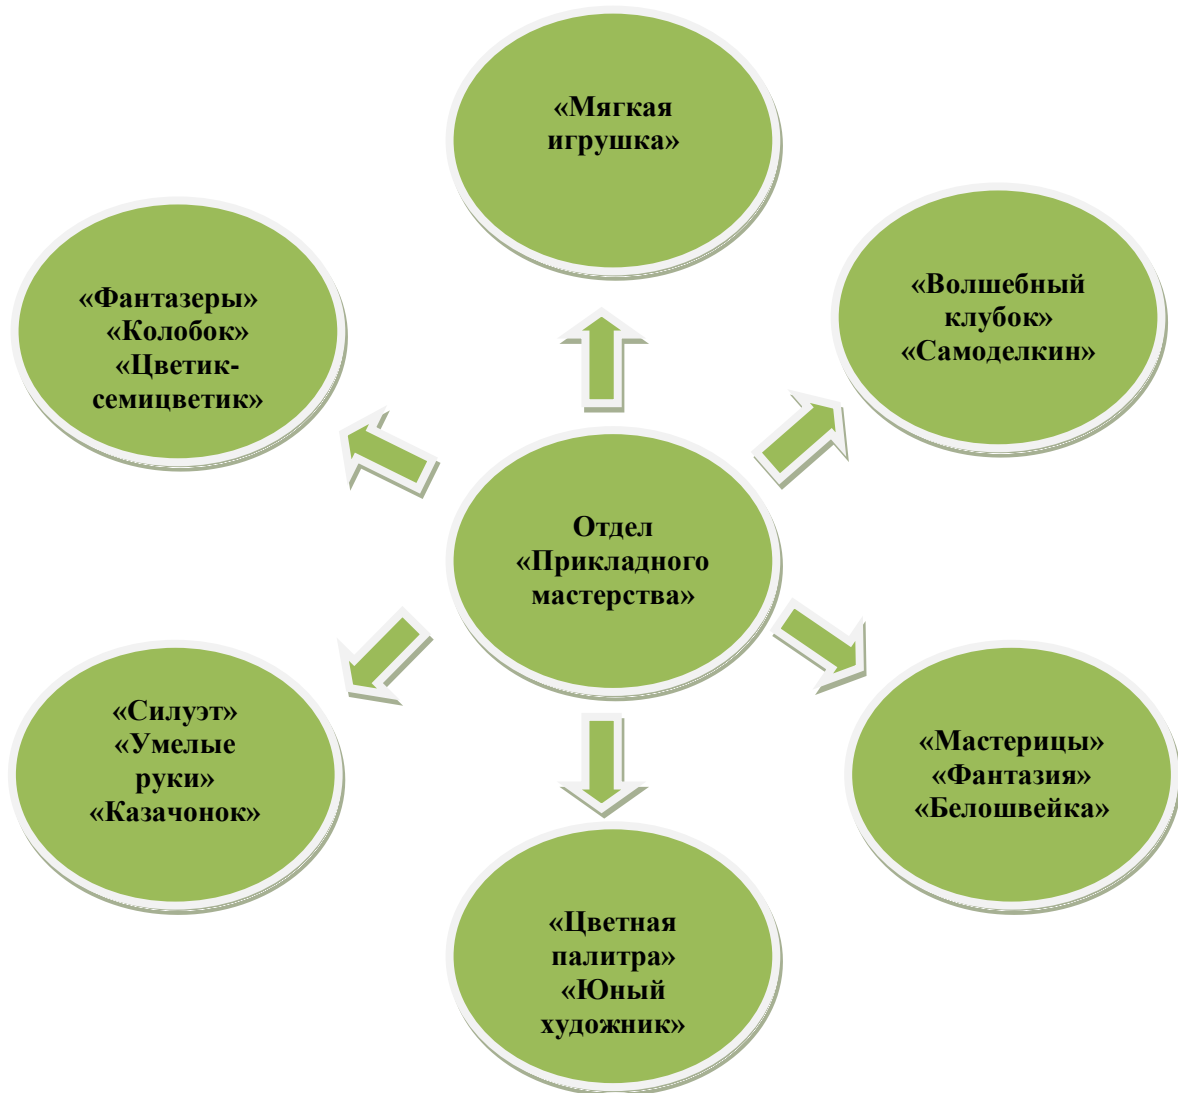 «Мягкая
игрушка»
«Фантазеры»
«Колобок»
«Цветик-
семицветик»
«Волшебный
клубок»
«Самоделкин»
Отдел
«Прикладного
мастерства»
«Силуэт»
«Умелые
руки»
«Казачонок»
«Мастерицы»
«Фантазия»
«Белошвейка»
«Цветная
палитра»
«Юный
художник»